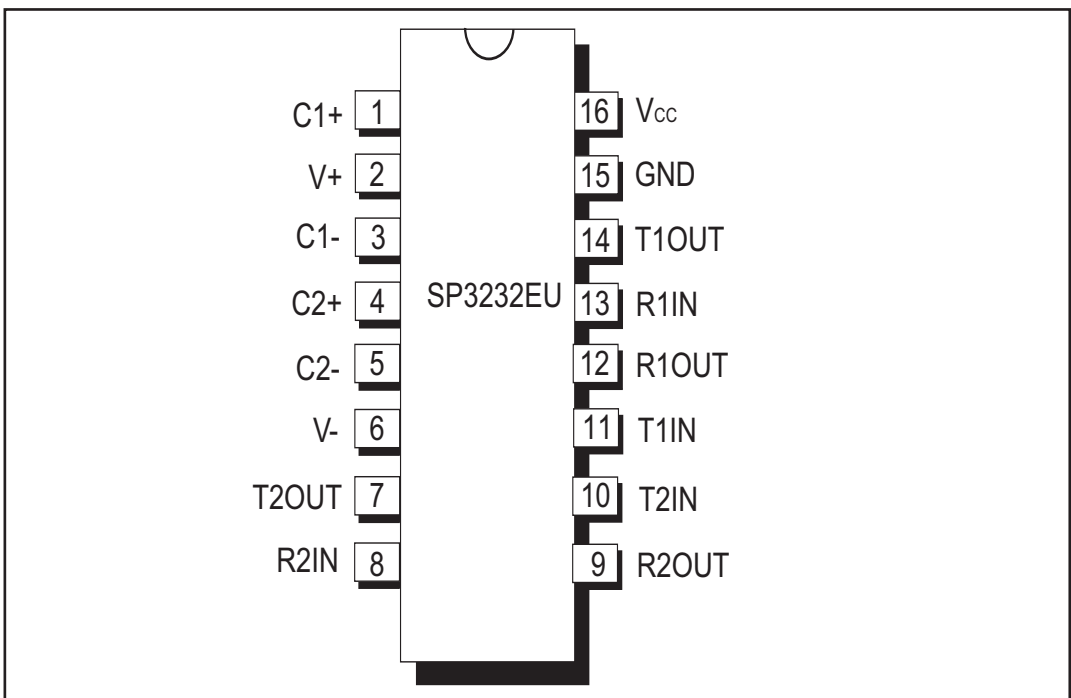 C1+ 1
V+ 2
C1- 3
C2+ 4
C2- 5
V- 6
T2OUT 7
R2IN 8
SP3232EU
16 Vcc
15 GND
14 T1OUT
13 R1IN
12 R1OUT
11 T1IN
10 T2IN
9 R2OUT